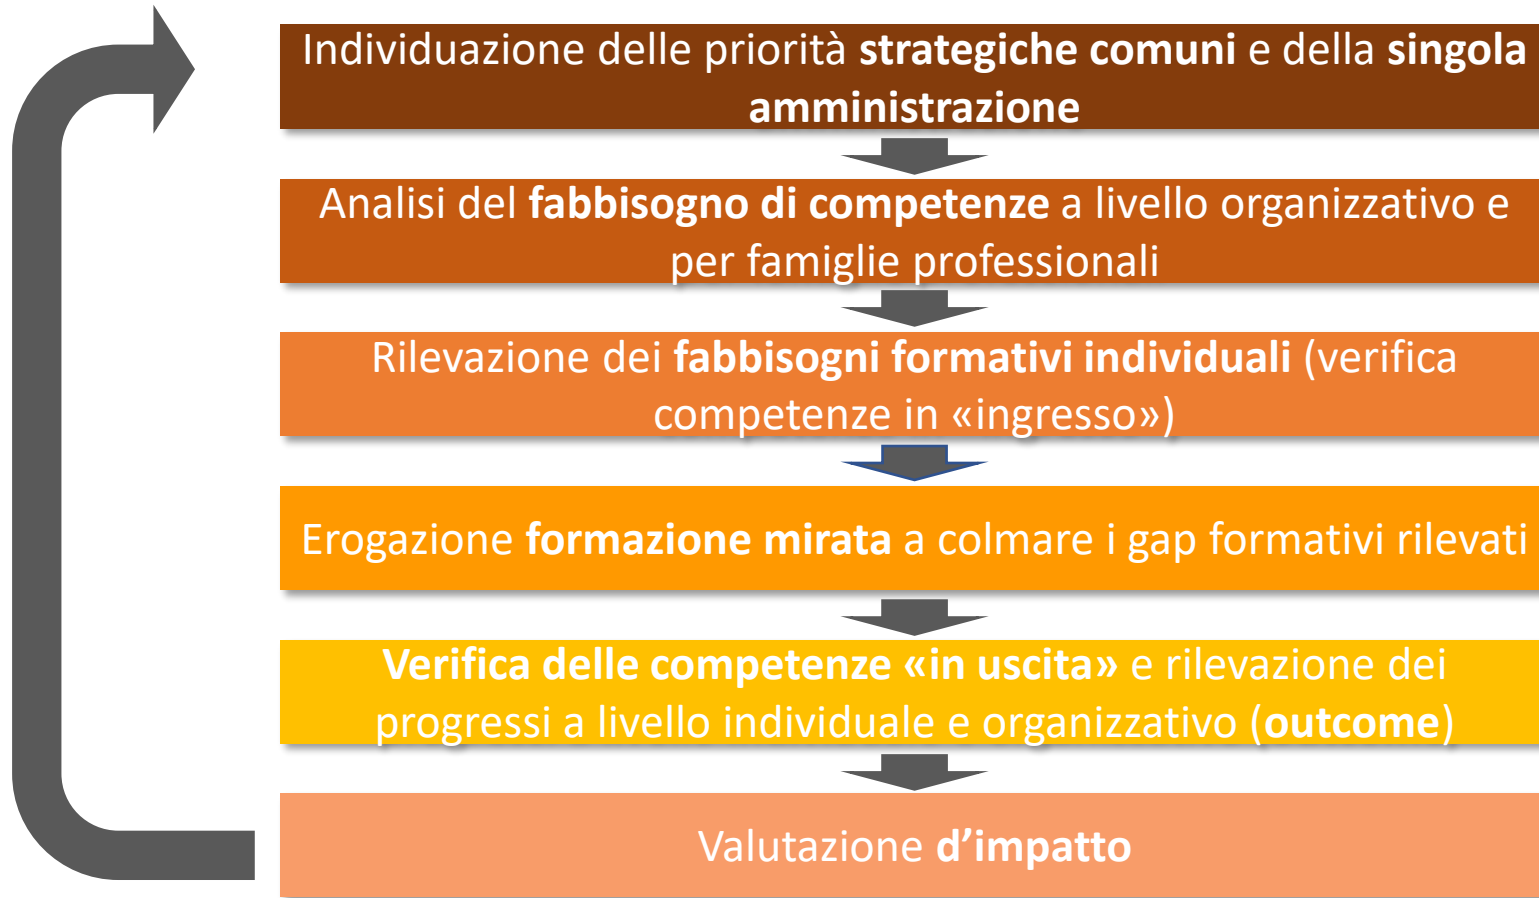 Individuazione delle priorità strategiche comuni e della singola
amministrazione
Analisi del fabbisogno di competenze a livello organizzativo e
per famiglie professionali
Rilevazione dei fabbisogni formativi individuali (verifica
competenze in «ingresso»)
Erogazione formazione mirata a colmare i gap formativi rilevati
Verifica delle competenze «in uscita» e rilevazione dei
progressi a livello individuale e organizzativo (outcome)
Valutazione d’impatto